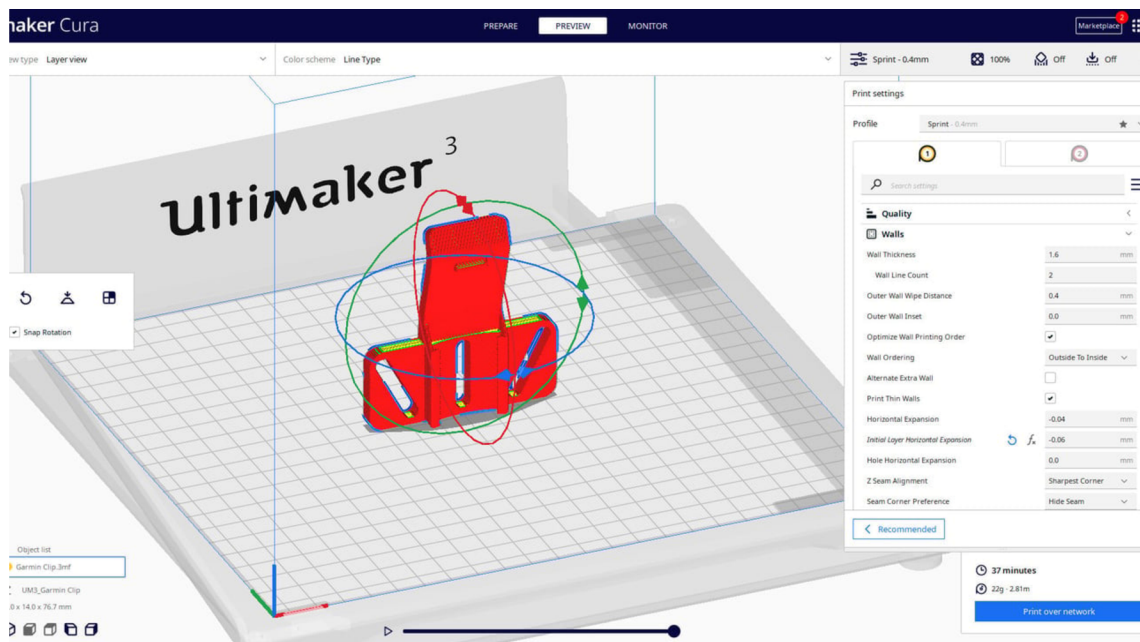 naker Cura
PREPARE
PREVIEW
MONITOR
Marketplace
2
ew type Layer view
Color scheme Line Type
Sprint - 0.4mm
100%
Off
Off
Print settings
Profile
Sprint - 0.4mm
1
2
Search settings
Quality
Walls
Wall Thickness 1.6 mm
Wall Line Count 2
Outer Wall Wipe Distance 0.4 mm
Outer Wall Inset 0.0 mm
Optimize Wall Printing Order
Wall Ordering Outside To Inside
Alternate Extra Wall
Print Thin Walls
Horizontal Expansion -0.04 mm
Initial Layer Horizontal Expansion -0.06 mm
Hole Horizontal Expansion 0.0 mm
Z Seam Alignment Sharpest Corner
Seam Corner Preference Hide Seam
Recommended
Ultimaker 3
Snap Rotation
Object list
Garmin Clip.3mf
UM3_Garmin Clip
.0 x 14.0 x 76.7 mm
37 minutes
22g · 2.81m
Print over network